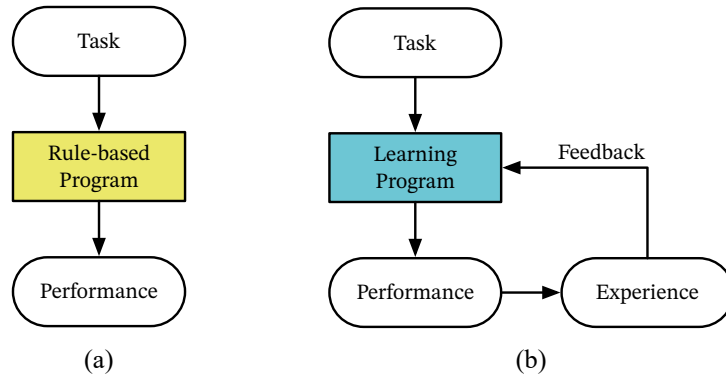 Task
Rule-based
Program
Performance
(a)
Task
Learning
Program
Feedback
Performance
Experience
(b)